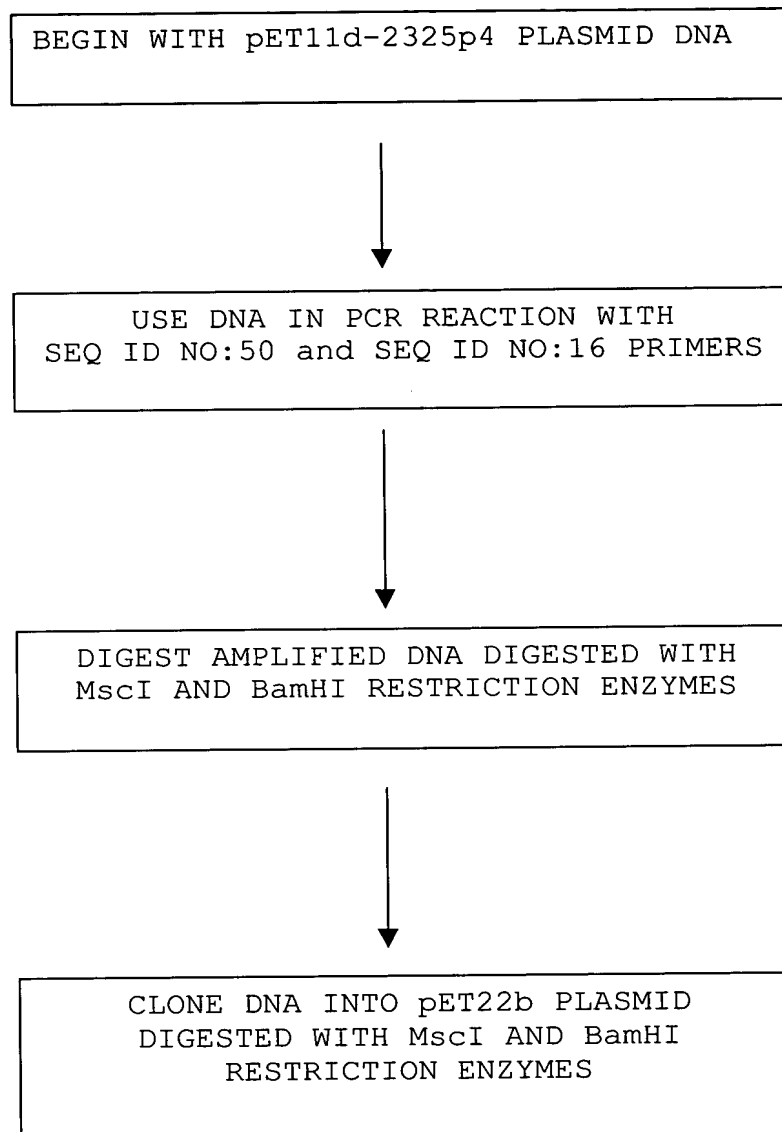 BEGIN WITH pET11d-2325p4 PLASMID DNA
USE DNA IN PCR REACTION WITH
SEQ ID NO:50 and SEQ ID NO:16 PRIMERS
DIGEST AMPLIFIED DNA DIGESTED WITH
MscI AND BamHI RESTRICTION ENZYMES
CLONE DNA INTO pET22b PLASMID
DIGESTED WITH MscI AND BamHI
RESTRICTION ENZYMES